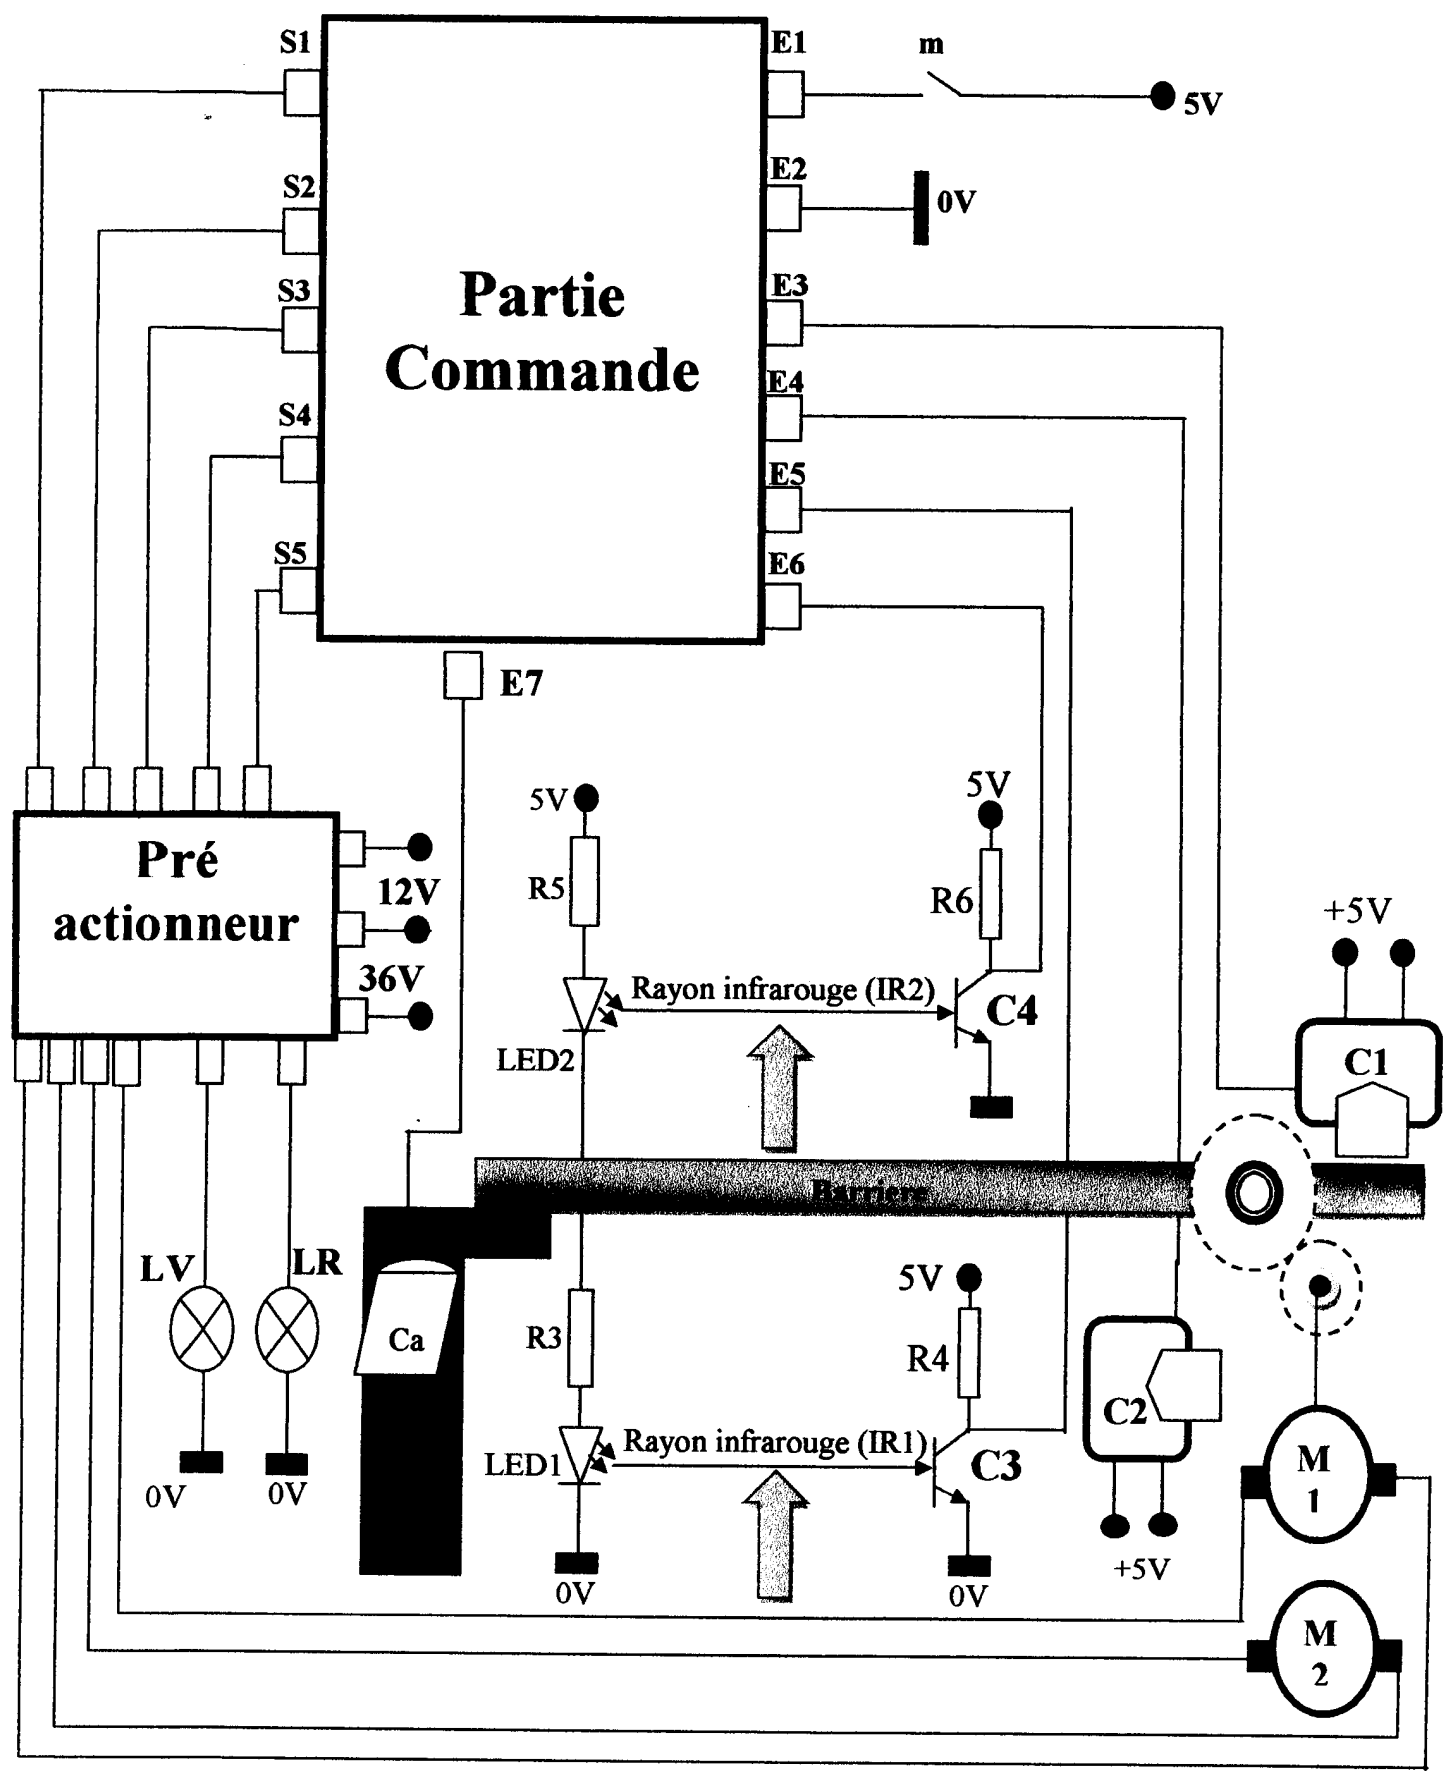 S1
E1
m
5V
S2
E2
0V
Partie
Commande
S3
E3
S4
E4
E5
S5
E6
E7
5V
5V
Pré
actionneur
12V
36V
R5
R6
+5V
Rayon infrarouge (IR2)
C4
LED2
C1
Barriere
LV
LR
5V
Ca
R3
R4
C2
LED1
Rayon infrarouge (IR1)
C3
M
1
0V
0V
0V
0V
+5V
M
2